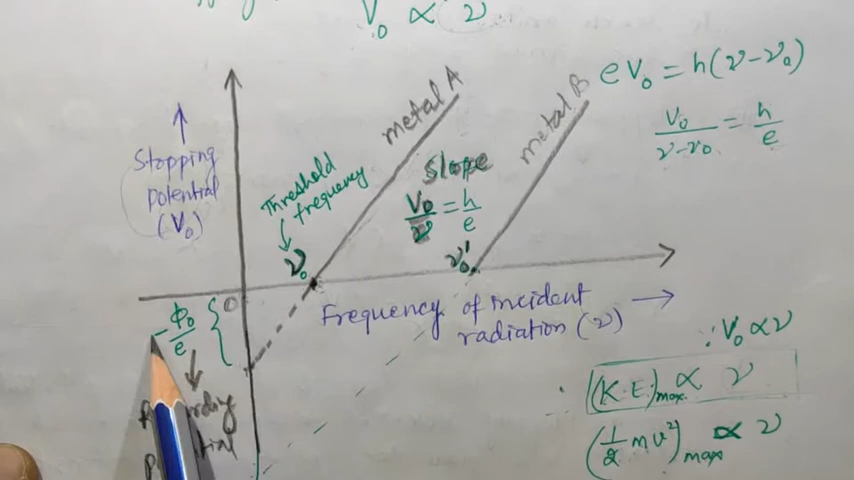 V₀ ∝ ν
Stopping
Potential
(V₀)
Threshold
frequency
ν₀
metal A
Slope
V₀/ν = h/e
metal B
ν₀'
eV₀ = h(ν-ν₀)
V₀/ν-ν₀ = h/e
O
Frequency of incident
radiation (ν)
-ϕ₀/e
∵ V₀ ∝ ν
∴ (K.E.)max. ∝ ν
(1/2 mv²)max ∝ ν